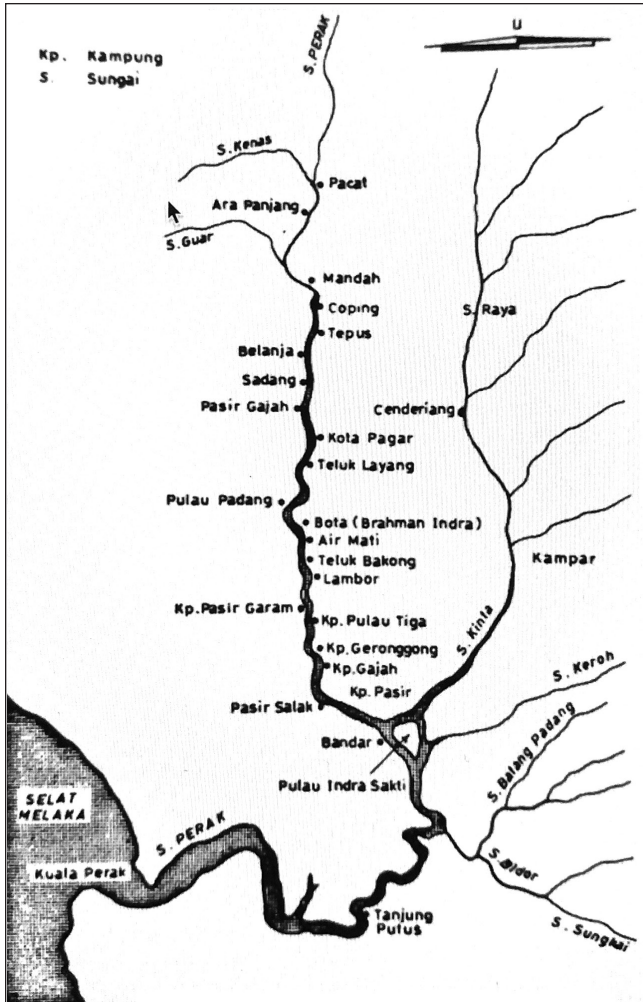 U
Kp. Kampung
S. Sungai
S. PERAK
S. Kenas
Pacat
Ara Panjang
S. Guar
Mandah
Coping
S. Raya
Tepus
Belanja
Sadang
Pasir Gajah
Cenderiang
Kota Pagar
Teluk Layang
Pulau Padang
Bota (Brahman Indra)
Air Mati
Teluk Bakong
Kampar
Lambor
Kp. Pasir Garam
Kp. Pulau Tiga
S. Kinta
Kp. Geronggong
Kp. Gajah
S. Keroh
Kp. Pasir
Pasir Salak
Bandar
S. Batang Padang
Pulau Indra Sakti
SELAT
MELAKA
S. PERAK
Kuala Perak
S. Bidor
Tanjung
Putus
S. Sungkai